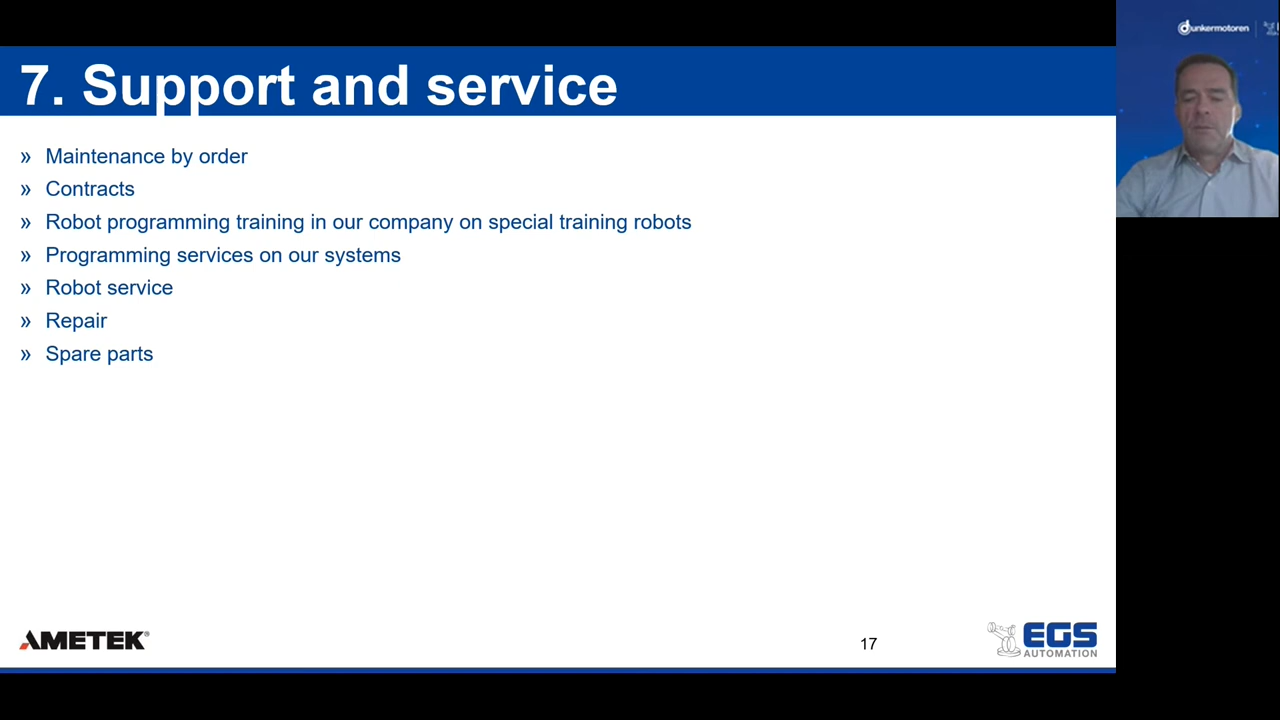 7. Support and service
» Maintenance by order
» Contracts
» Robot programming training in our company on special training robots
» Programming services on our systems
» Robot service
» Repair
» Spare parts
AMETEK®
17
EGS
AUTOMATION
dunkermotoren